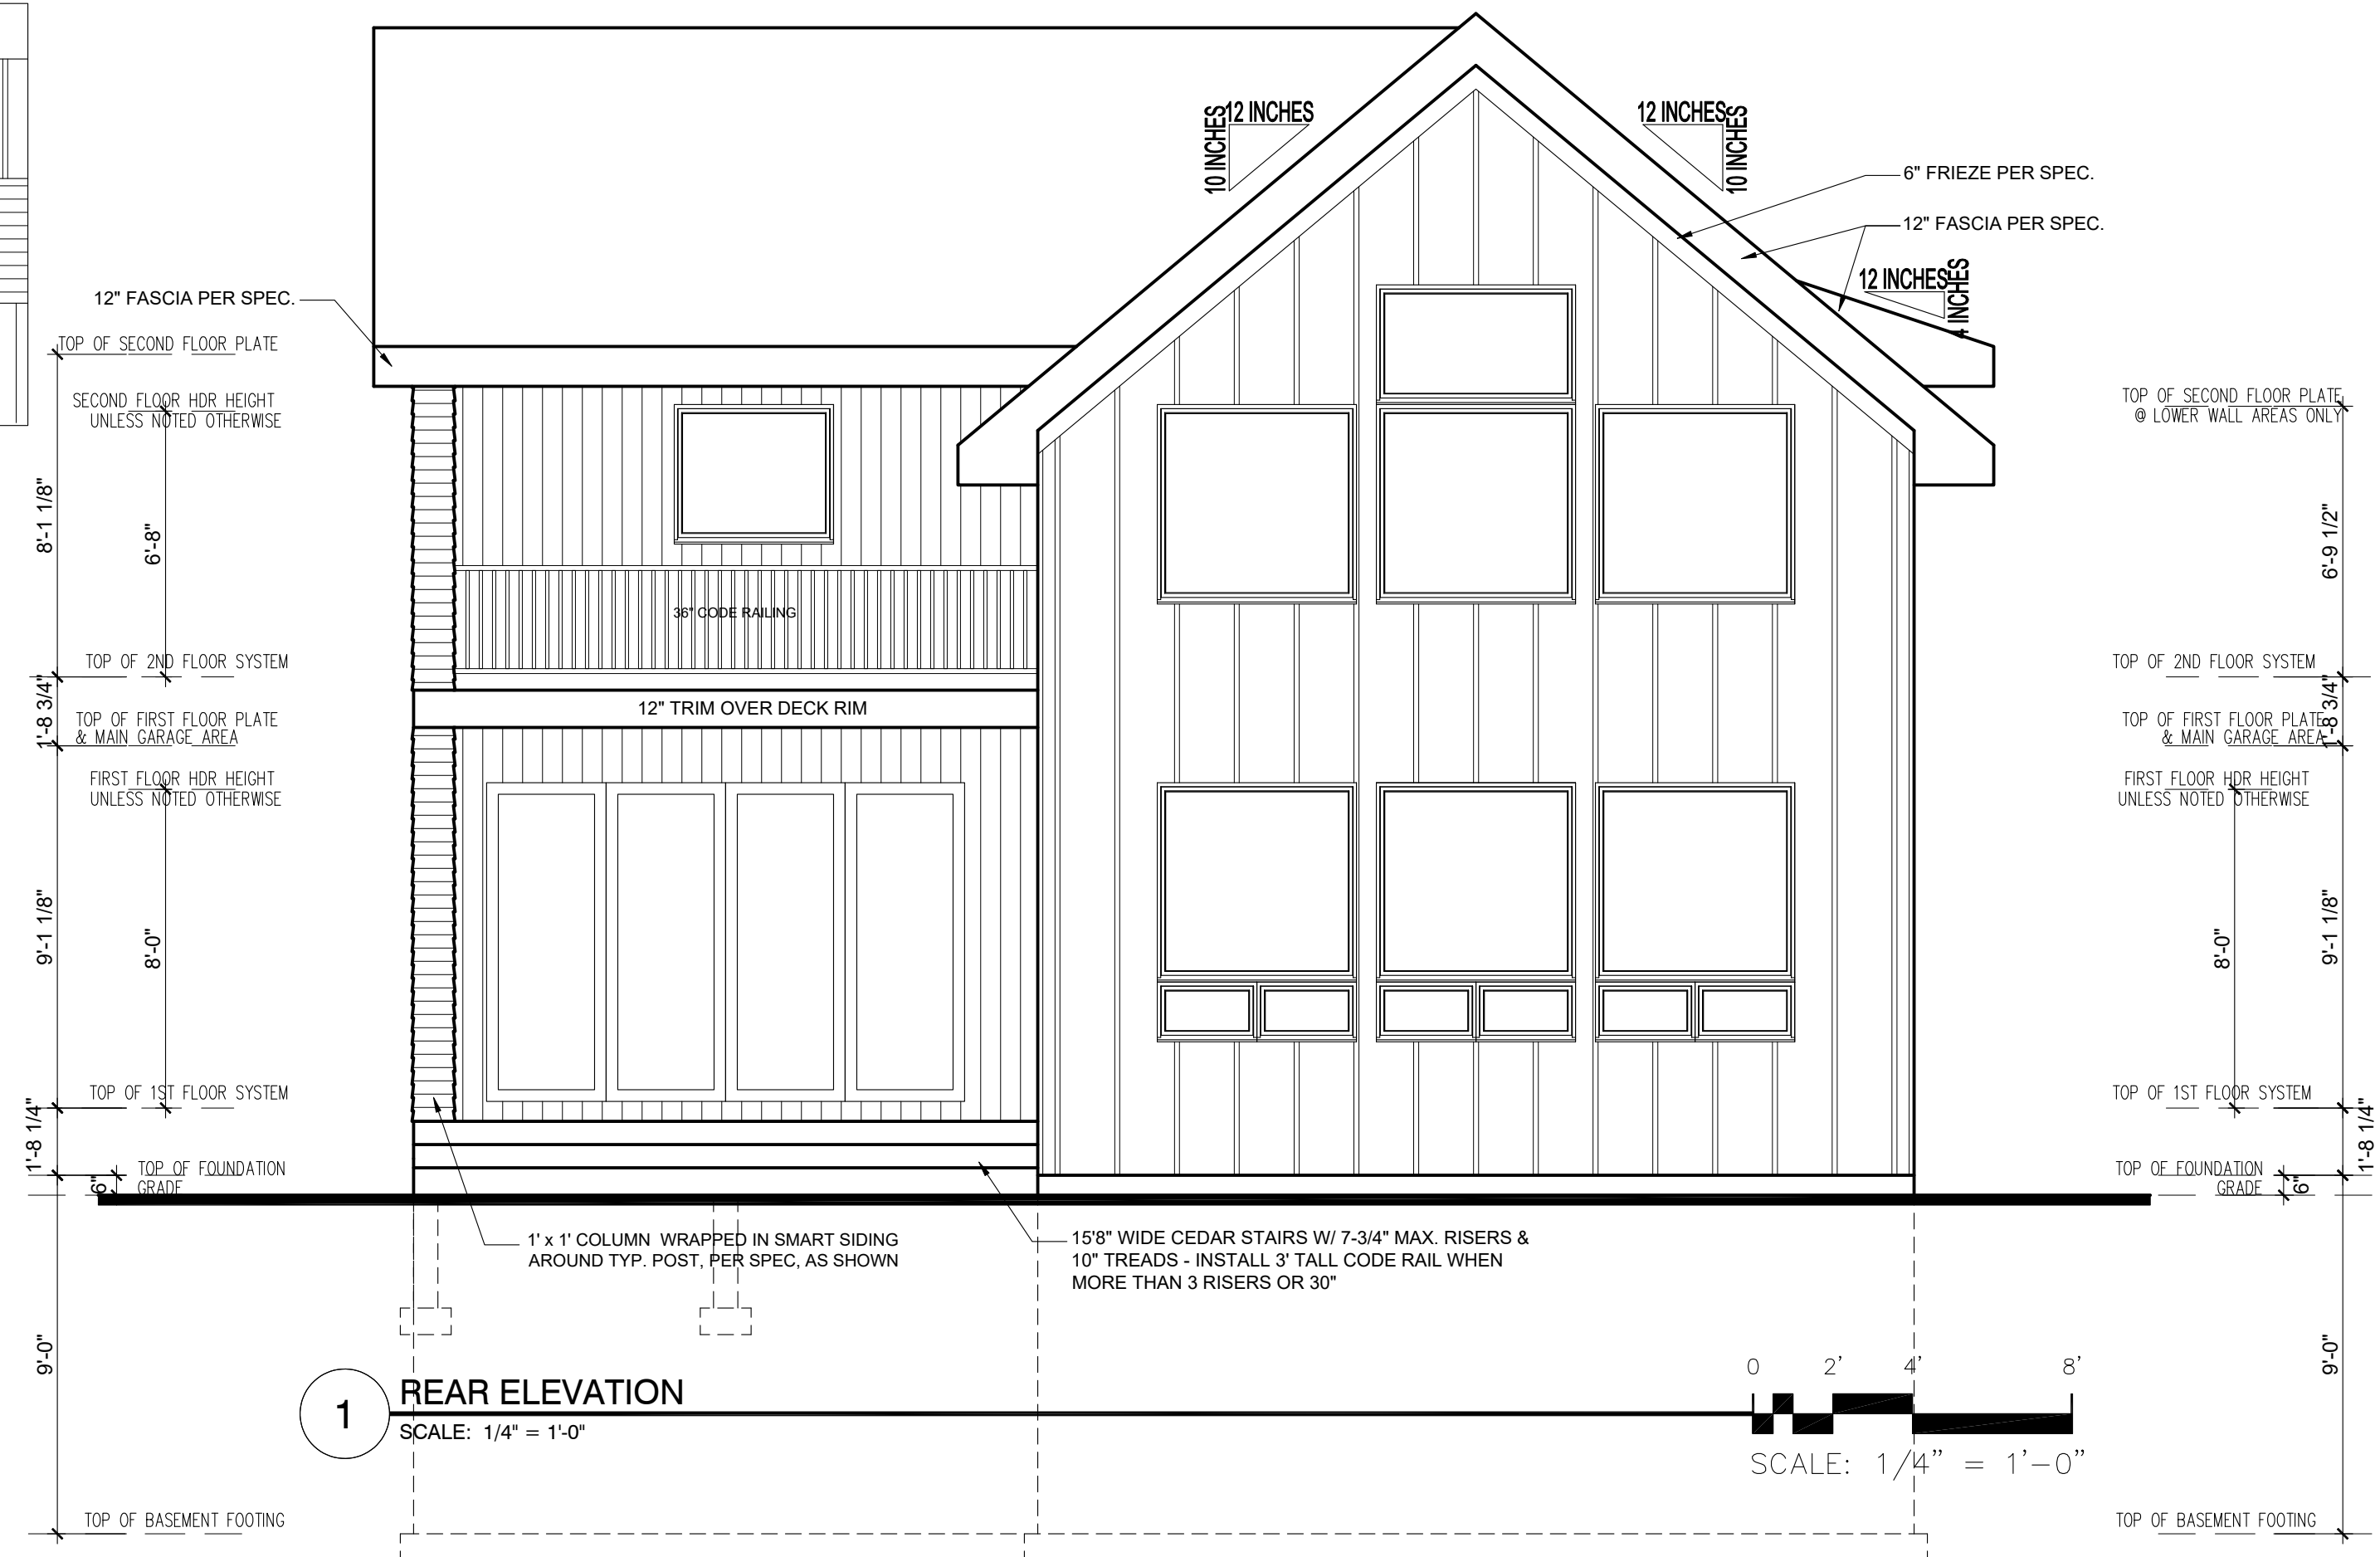 12 INCHES
10 INCHES
12 INCHES
10 INCHES
6" FRIEZE PER SPEC.
12" FASCIA PER SPEC.
12 INCHES
4 INCHES
12" FASCIA PER SPEC.
TOP OF SECOND FLOOR PLATE
SECOND FLOOR HDR HEIGHT
UNLESS NOTED OTHERWISE
8'-1 1/8"
6'-8"
TOP OF 2ND FLOOR SYSTEM
1'-8 3/4"
TOP OF FIRST FLOOR PLATE
& MAIN GARAGE AREA
FIRST FLOOR HDR HEIGHT
UNLESS NOTED OTHERWISE
9'-1 1/8"
8'-0"
TOP OF 1ST FLOOR SYSTEM
1'-8 1/4"
TOP OF FOUNDATION
GRADE
6"
9'-0"
TOP OF BASEMENT FOOTING
36" CODE RAILING
12" TRIM OVER DECK RIM
1' x 1' COLUMN WRAPPED IN SMART SIDING
AROUND TYP. POST, PER SPEC, AS SHOWN
15'8" WIDE CEDAR STAIRS W/ 7-3/4" MAX. RISERS &
10" TREADS - INSTALL 3' TALL CODE RAIL WHEN
MORE THAN 3 RISERS OR 30"
TOP OF SECOND FLOOR PLATE
@ LOWER WALL AREAS ONLY
6'-9 1/2"
TOP OF 2ND FLOOR SYSTEM
1'-8 3/4"
TOP OF FIRST FLOOR PLATE
& MAIN GARAGE AREA
FIRST FLOOR HDR HEIGHT
UNLESS NOTED OTHERWISE
9'-1 1/8"
8'-0"
TOP OF 1ST FLOOR SYSTEM
1'-8 1/4"
TOP OF FOUNDATION
GRADE
6"
9'-0"
TOP OF BASEMENT FOOTING
1
REAR ELEVATION
SCALE: 1/4" = 1'-0"
0 2' 4' 8'
SCALE: 1/4" = 1'-0"